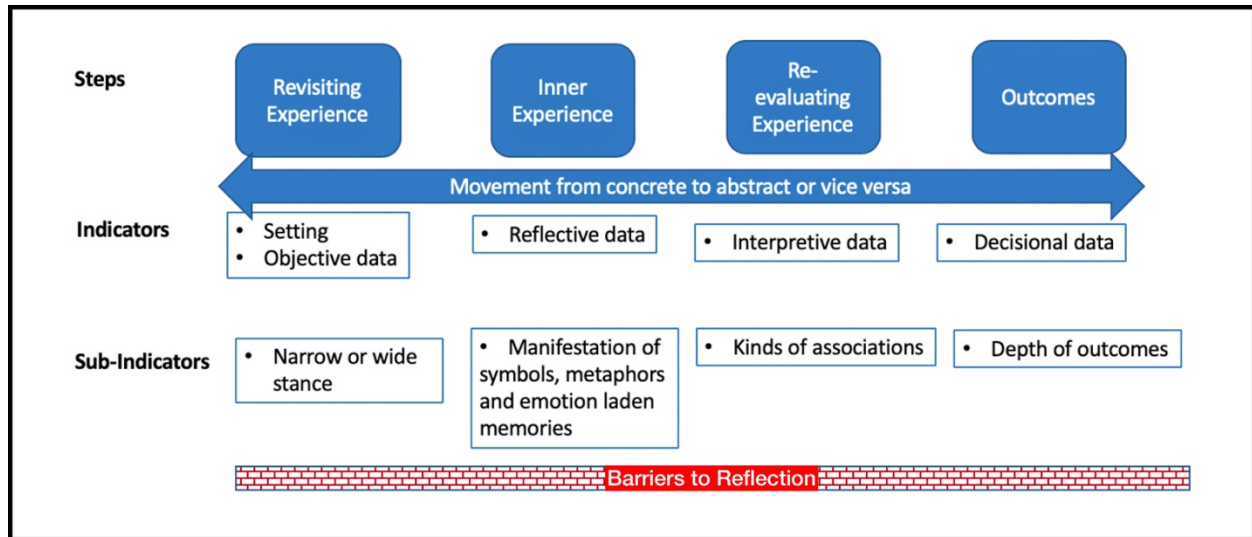 Steps
Revisiting
Experience
Inner
Experience
Re-
evaluating
Experience
Outcomes
Movement from concrete to abstract or vice versa
Indicators
• Setting
• Objective data
• Reflective data
• Interpretive data
• Decisional data
Sub-Indicators
• Narrow or wide
stance
• Manifestation of
symbols, metaphors
and emotion laden
memories
• Kinds of associations
• Depth of outcomes
Barriers to Reflection